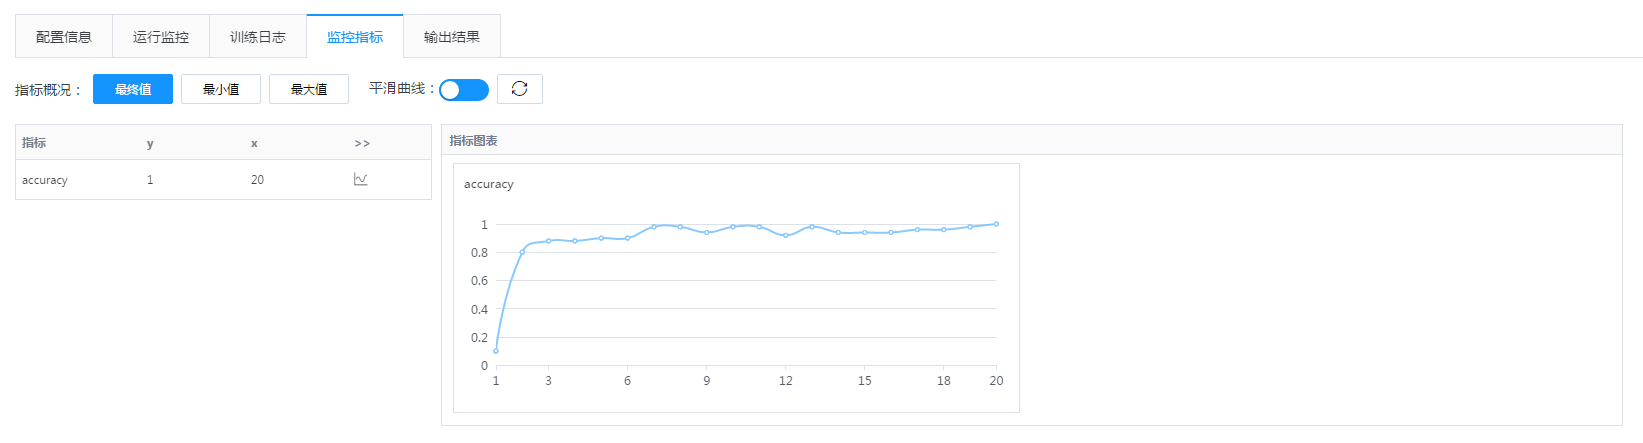 配置信息 运行监控 训练日志 监控指标 输出结果
指标概况： 最终值 最小值 最大值 平滑曲线：
指标 y x >>
accuracy 1 20
指标图表
accuracy
1
0.8
0.6
0.4
0.2
0
1 3 6 9 12 15 18 20